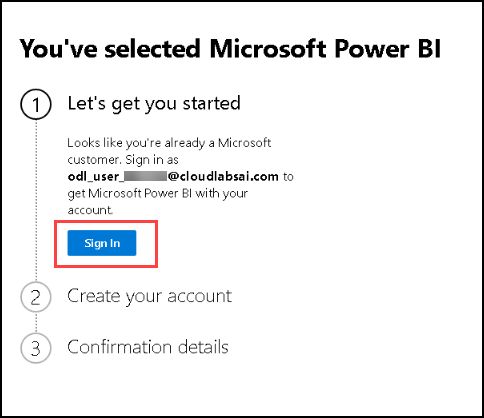 You've selected Microsoft Power BI
1 Let's get you started
Looks like you're already a Microsoft
customer. Sign in as
odl_user_ @cloudlabsai.com to
get Microsoft Power BI with your
account.
Sign In
2 Create your account
3 Confirmation details